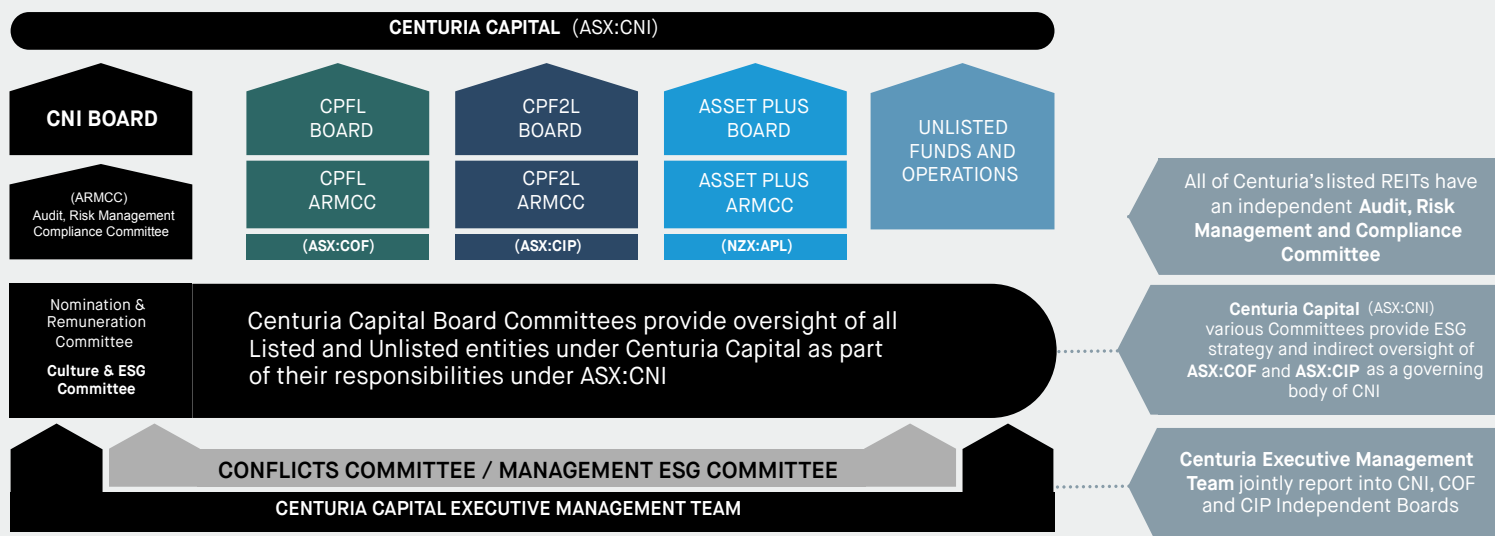 CENTURIA CAPITAL (ASX:CNI)
CNI BOARD
(ARMCC)
Audit, Risk Management
Compliance Committee
CPFL
BOARD
CPFL
ARMCC
(ASX:COF)
CPF2L
BOARD
CPF2L
ARMCC
(ASX:CIP)
ASSET PLUS
BOARD
ASSET PLUS
ARMCC
(NZX:APL)
UNLISTED
FUNDS AND
OPERATIONS
All of Centuria's listed REITs have
an independent Audit, Risk
Management and Compliance
Committee
Nomination &
Remuneration
Committee
Culture & ESG
Committee
Centuria Capital Board Committees provide oversight of all
Listed and Unlisted entities under Centuria Capital as part
of their responsibilities under ASX:CNI
Centuria Capital (ASX:CNI)
various Committees provide ESG
strategy and indirect oversight of
ASX:COF and ASX:CIP as a governing
body of CNI
CONFLICTS COMMITTEE / MANAGEMENT ESG COMMITTEE
CENTURIA CAPITAL EXECUTIVE MANAGEMENT TEAM
Centuria Executive Management
Team jointly report into CNI, COF
and CIP Independent Boards